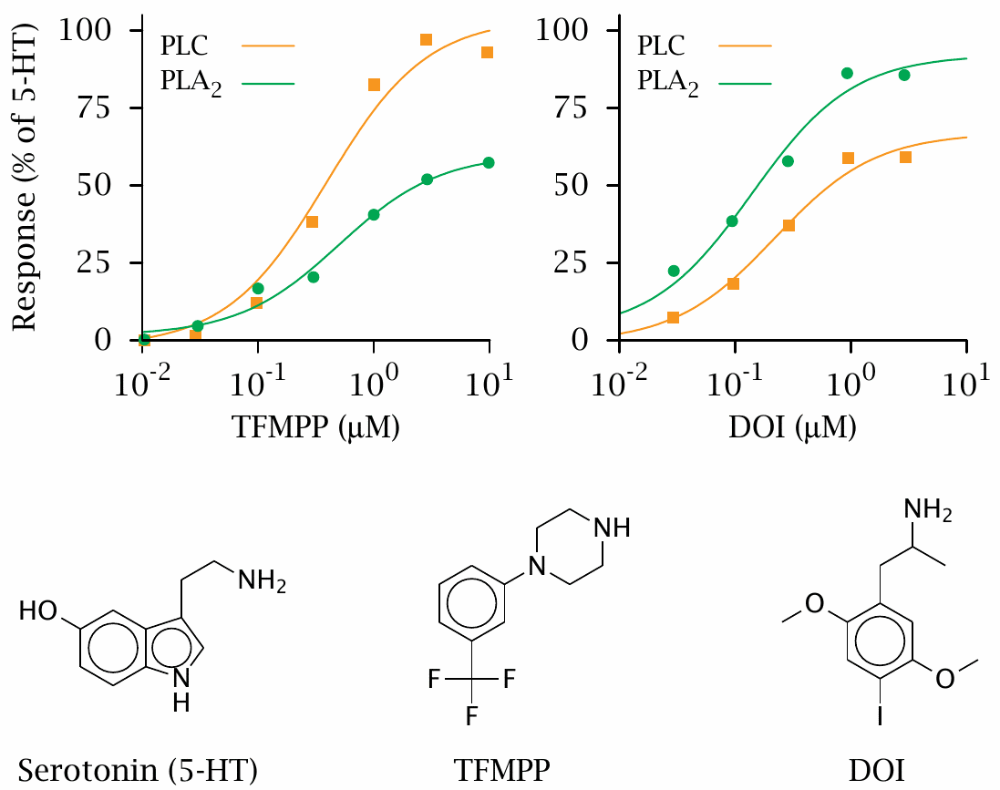 Response (% of 5-HT)
100
75
50
25
0
PLC
PLA₂
10⁻² 10⁻¹ 10⁰ 10¹
TFMPP (μM)
100
75
50
25
0
PLC
PLA₂
10⁻² 10⁻¹ 10⁰ 10¹
DOI (μM)
HO
NH₂
N
H
Serotonin (5-HT)
NH
N
F F
F
TFMPP
NH₂
O
O
I
DOI